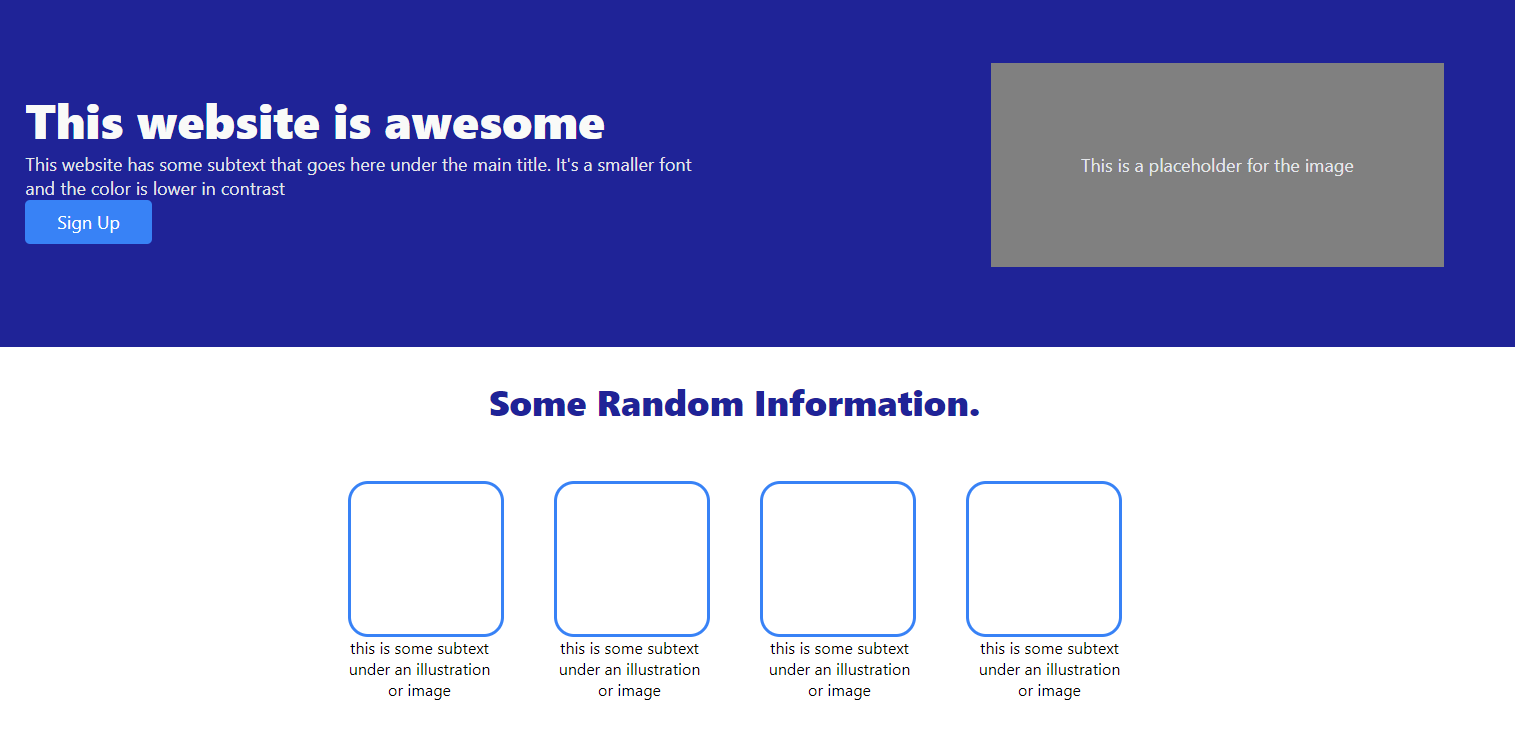 This website is awesome
This website has some subtext that goes here under the main title. It's a smaller font
and the color is lower in contrast
Sign Up
This is a placeholder for the image
Some Random Information.
this is some subtext
under an illustration
or image
this is some subtext
under an illustration
or image
this is some subtext
under an illustration
or image
this is some subtext
under an illustration
or image